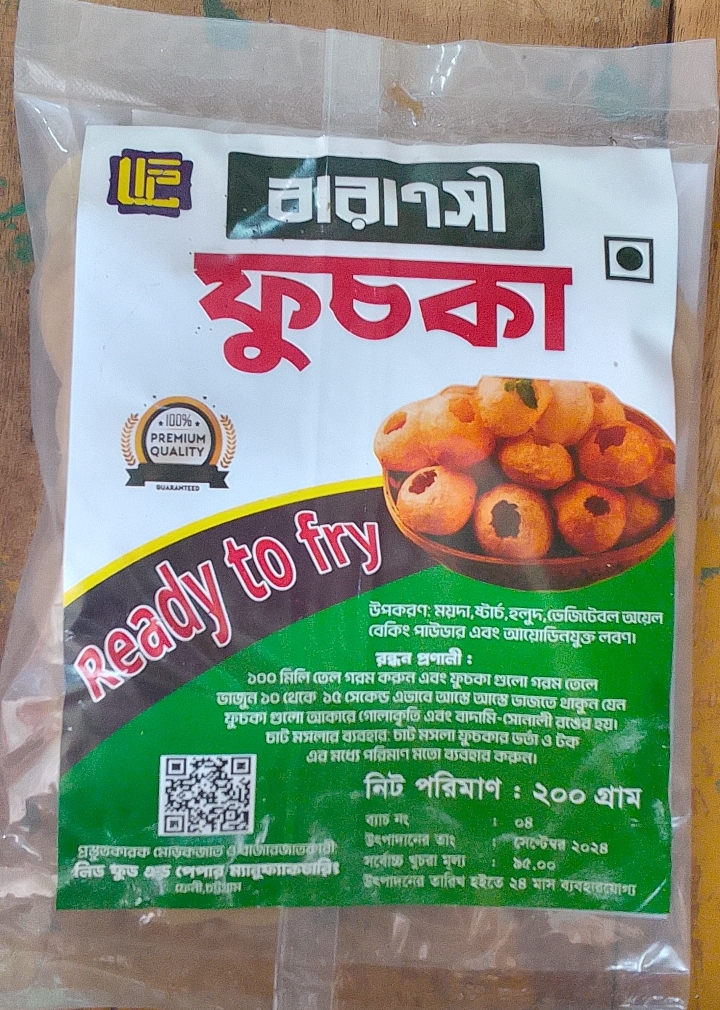 বারাণসী
ফুচকা
100%
PREMIUM
QUALITY
GUARANTEED
Ready to fry
উপকরণ: ময়দা,ষ্টার্চ,হলুদ,ভেজিটেবল অয়েল
বেকিং পাউডার এবং আয়োডিনযুক্ত লবণ।
রন্ধন প্রণালী :
১০০ মিলি তেল গরম করুন এবং ফুচকা গুলো গরম তেলে
ভাজুন ১০ থেকে ১৫ সেকেন্ড এভাবে আস্তে আস্তে ভাজতে থাকুন যেন
ফুচকা গুলো আকারে গোলাকৃতি এবং বাদামি-সোনালী রঙের হয়।
চাট মসলার ব্যবহার: চাট মসলা ফুচকার ভর্তা ও টক
এর মধ্যে পরিমাণ মতো ব্যবহার করুন।
নিট পরিমাণ : ২০০ গ্রাম
ব্যাচ নং : ০৪
উৎপাদনের তাং : সেপ্টেম্বর ২০২৪
সর্বোচ্চ খুচরা মূল্য : ৯৫.০০
উৎপাদনের তারিখ হইতে ২৪ মাস ব্যবহারযোগ্য
প্রস্তুতকারক মোড়কজাত ও বাজারজাতকারী
লিড ফুড এন্ড পেপার ম্যানুফ্যাকচারিং
ফেনী,চট্টগ্রাম